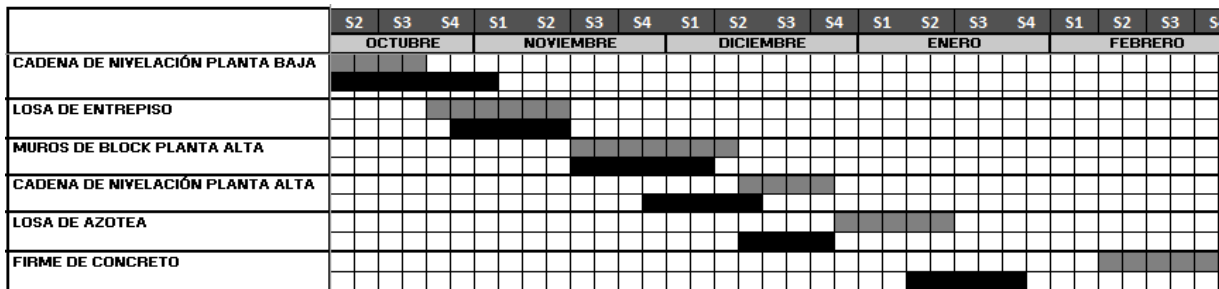 S2 S3 S4 S1 S2 S3 S4 S1 S2 S3 S4 S1 S2 S3 S4 S1 S2 S3
OCTUBRE NOVIEMBRE DICIEMBRE ENERO FEBRERO
CADENA DE NIVELACIÓN PLANTA BAJA
LOSA DE ENTREPISO
MUROS DE BLOCK PLANTA ALTA
CADENA DE NIVELACIÓN PLANTA ALTA
LOSA DE AZOTEA
FIRME DE CONCRETO